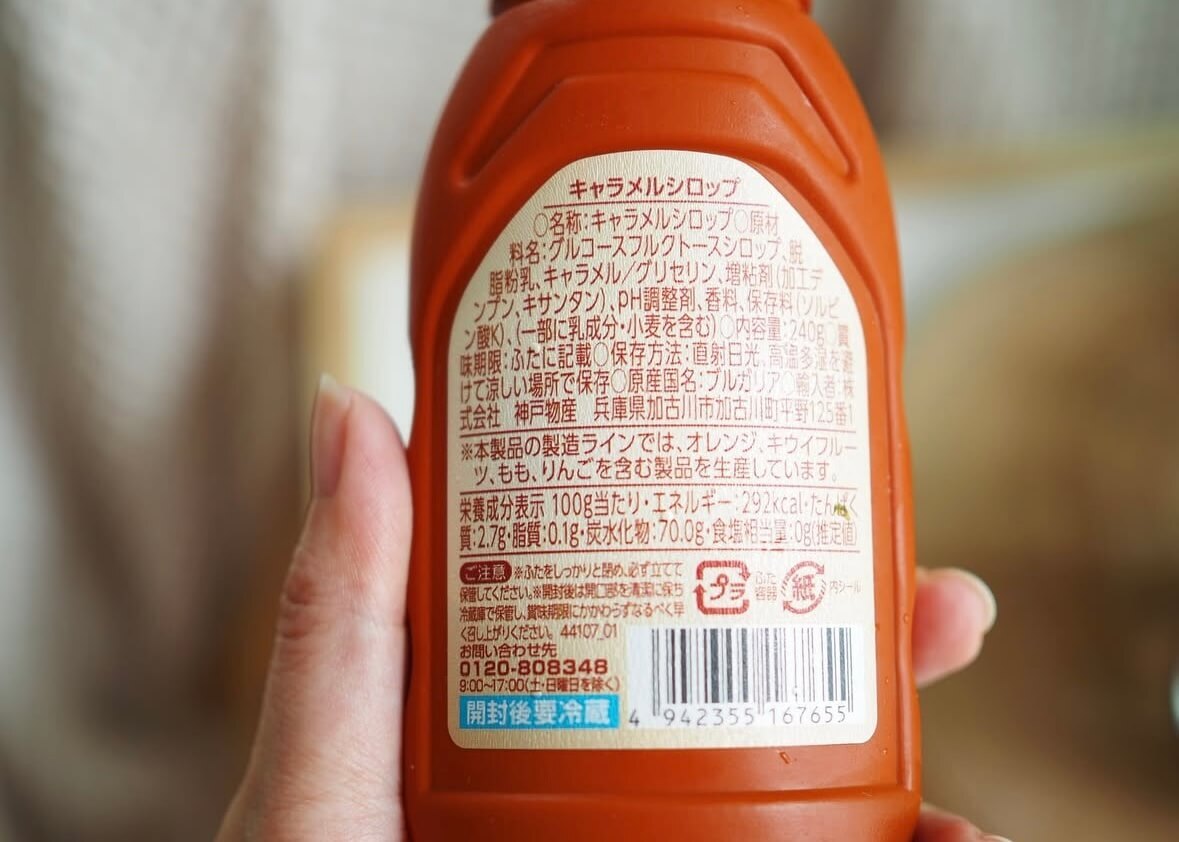 キャラメルシロップ
○名称:キャラメルシロップ○原材
料名:グルコースフルクトースシロップ、脱
脂粉乳、キャラメル/グリセリン、増粘剤(加工デ
ンプン、キサンタン)、pH調整剤、香料、保存料(ソルビ
ン酸K)、(一部に乳成分・小麦を含む)○内容量:240g○賞
味期限:ふたに記載○保存方法:直射日光、高温多湿を避
けて涼しい場所で保存○原産国名:ブルガリア○輸入者:株
式会社 神戸物産 兵庫県加古川市加古川町平野125番1
※本製品の製造ラインでは、オレンジ、キウイフルー
ツ、もも、りんごを含む製品を生産しています。
栄養成分表示 100g当たり・エネルギー:292kcal・たんぱく
質:2.7g・脂質:0.1g・炭水化物:70.0g・食塩相当量:0g(推定値)
ご注意 ※ふたをしっかりと閉め、必ず立てて
保管してください。※開封後は開口部を清潔に保ち
冷蔵庫で保管し、賞味期限にかかわらずなるべく早
く召し上がりください。 44107_01
プラ ふた 容器 紙 内シール
お問い合わせ先
0120-808348
9:00~17:00(土・日曜日を除く)
開封後要冷蔵
4 942355 167655